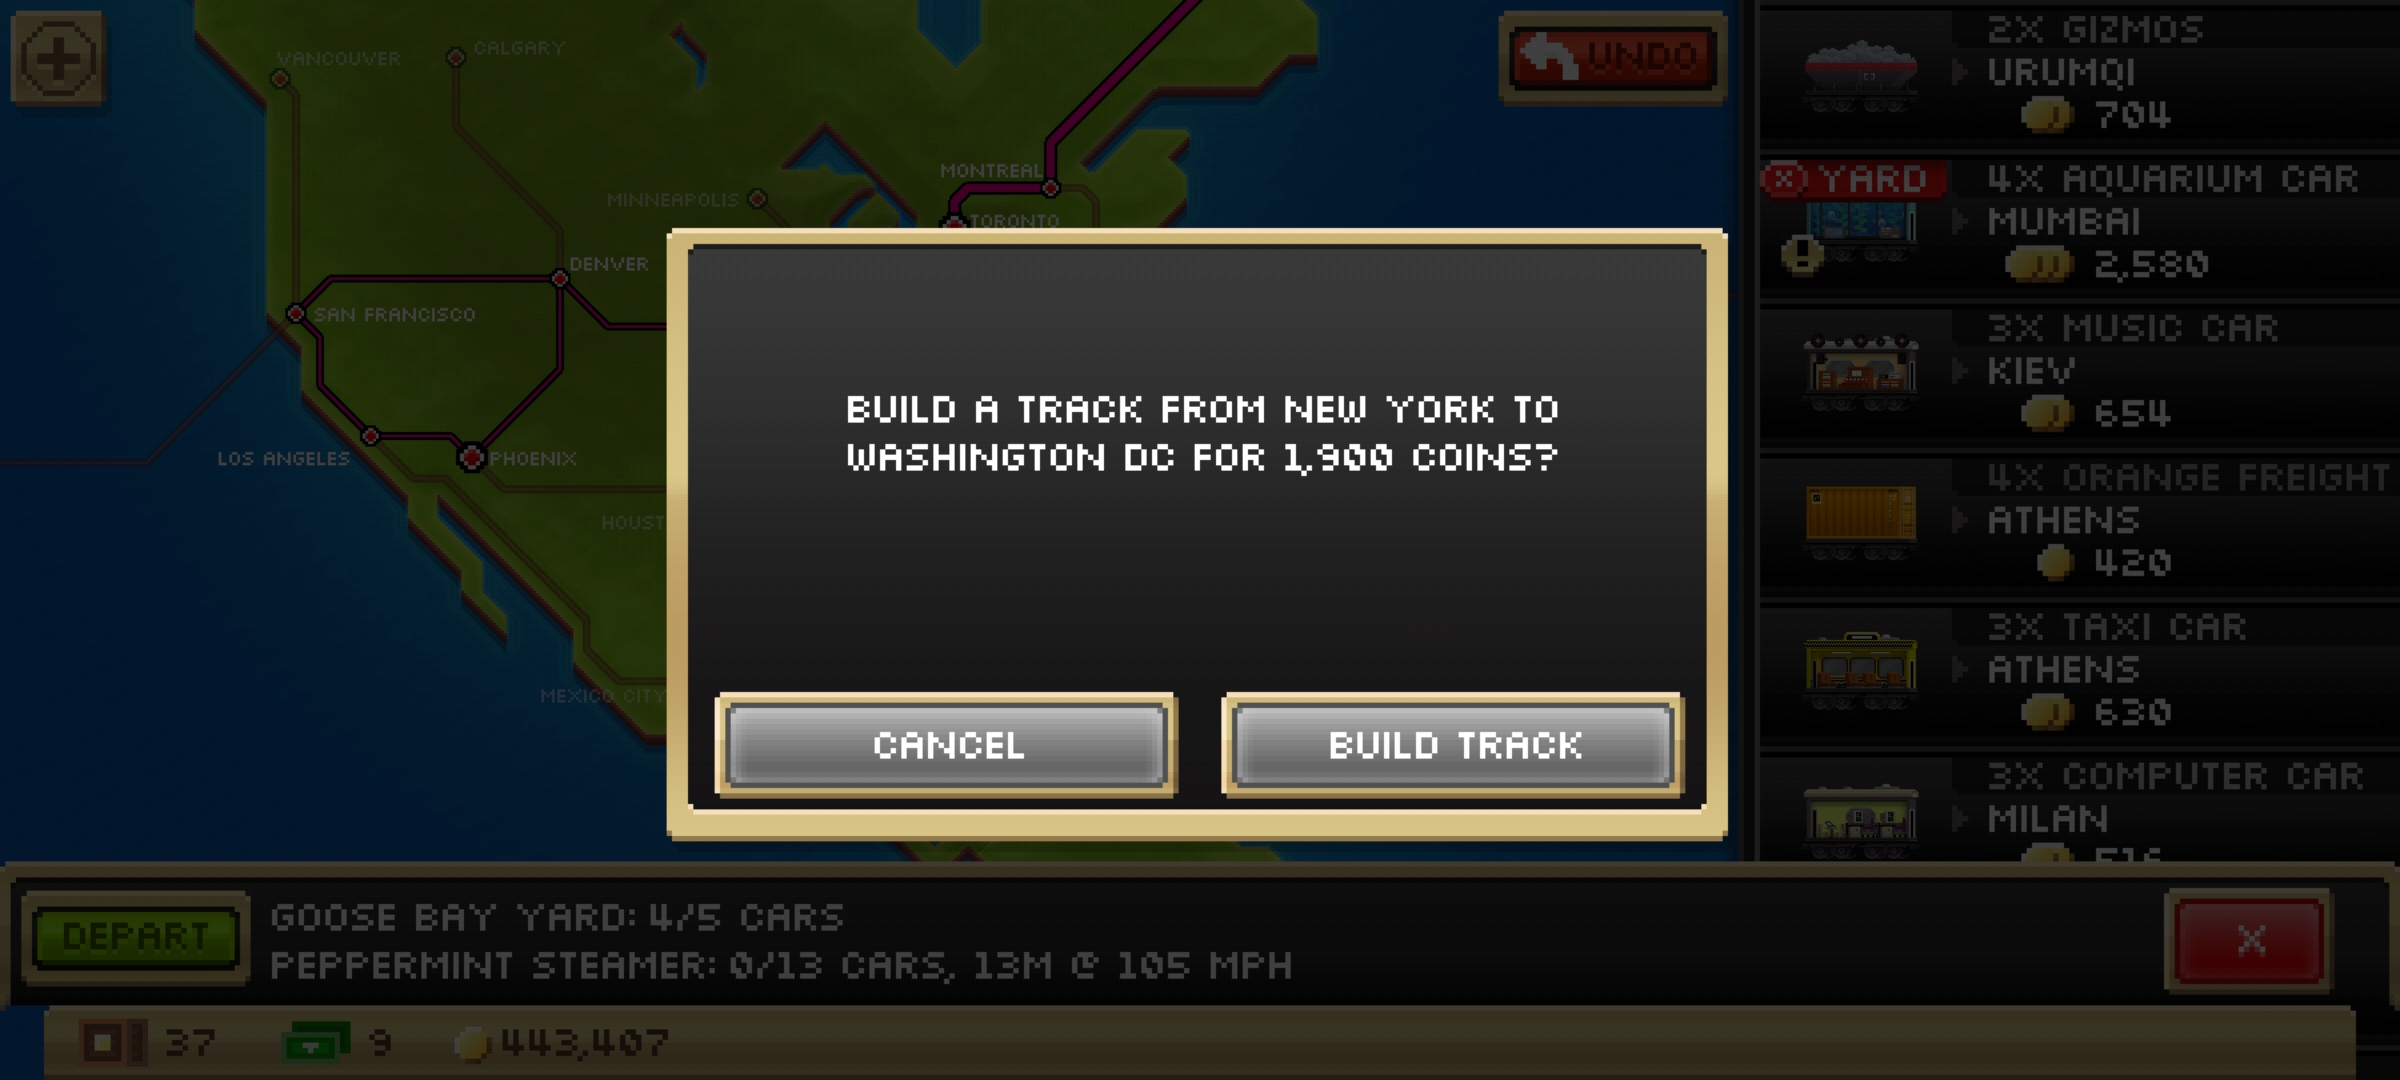 VANCOUVER
CALGARY
UNDO
MONTREAL
MINNEAPOLIS
TORONTO
DENVER
SAN FRANCISCO
LOS ANGELES
PHOENIX
HOUST
MEXICO CITY
BUILD A TRACK FROM NEW YORK TO
WASHINGTON DC FOR 1,900 COINS?
CANCEL
BUILD TRACK
2X GIZMOS
URUMQI
704
YARD
4X AQUARIUM CAR
MUMBAI
2,580
3X MUSIC CAR
KIEV
654
4X ORANGE FREIGHT
ATHENS
420
3X TAXI CAR
ATHENS
630
3X COMPUTER CAR
MILAN
516
DEPART
GOOSE BAY YARD: 4/5 CARS
PEPPERMINT STEAMER: 0/13 CARS, 13M @ 105 MPH
X
37
9
443,407